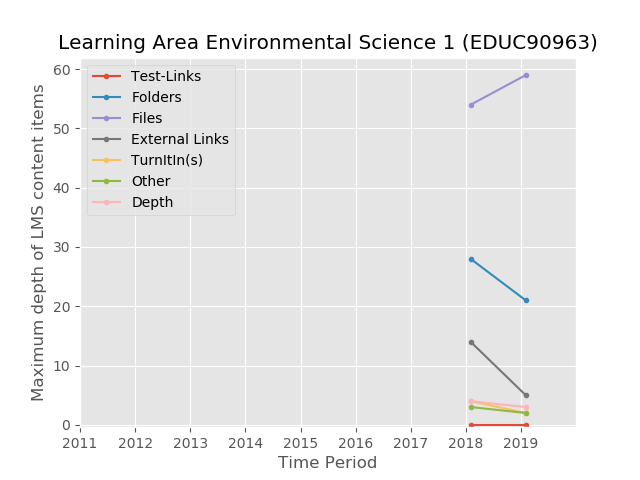 Learning Area Environmental Science 1 (EDUC90963)
Maximum depth of LMS content items
60
50
40
30
20
10
0
Test-Links
Folders
Files
External Links
TurnItIn(s)
Other
Depth
2011 2012 2013 2014 2015 2016 2017 2018 2019
Time Period